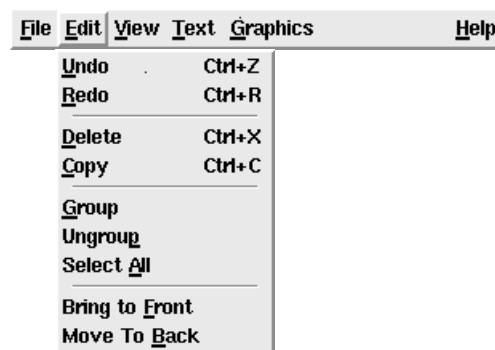 File Edit View Text Graphics Help
Undo Ctrl+Z
Redo Ctrl+R
Delete Ctrl+X
Copy Ctrl+C
Group
Ungroup
Select All
Bring to Front
Move To Back